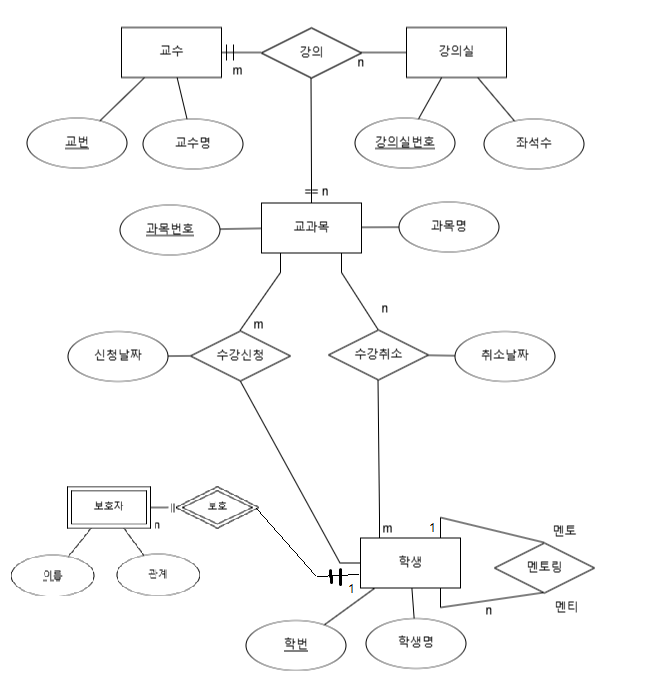 교수
강의
강의실
m
n
교번
교수명
강의실번호
좌석수
n
과목번호
교과목
과목명
m
n
신청날짜
수강신청
수강취소
취소날짜
보호자
보호
n
m
1
멘토
학생
멘토링
이름
관계
1
n
멘티
학번
학생명